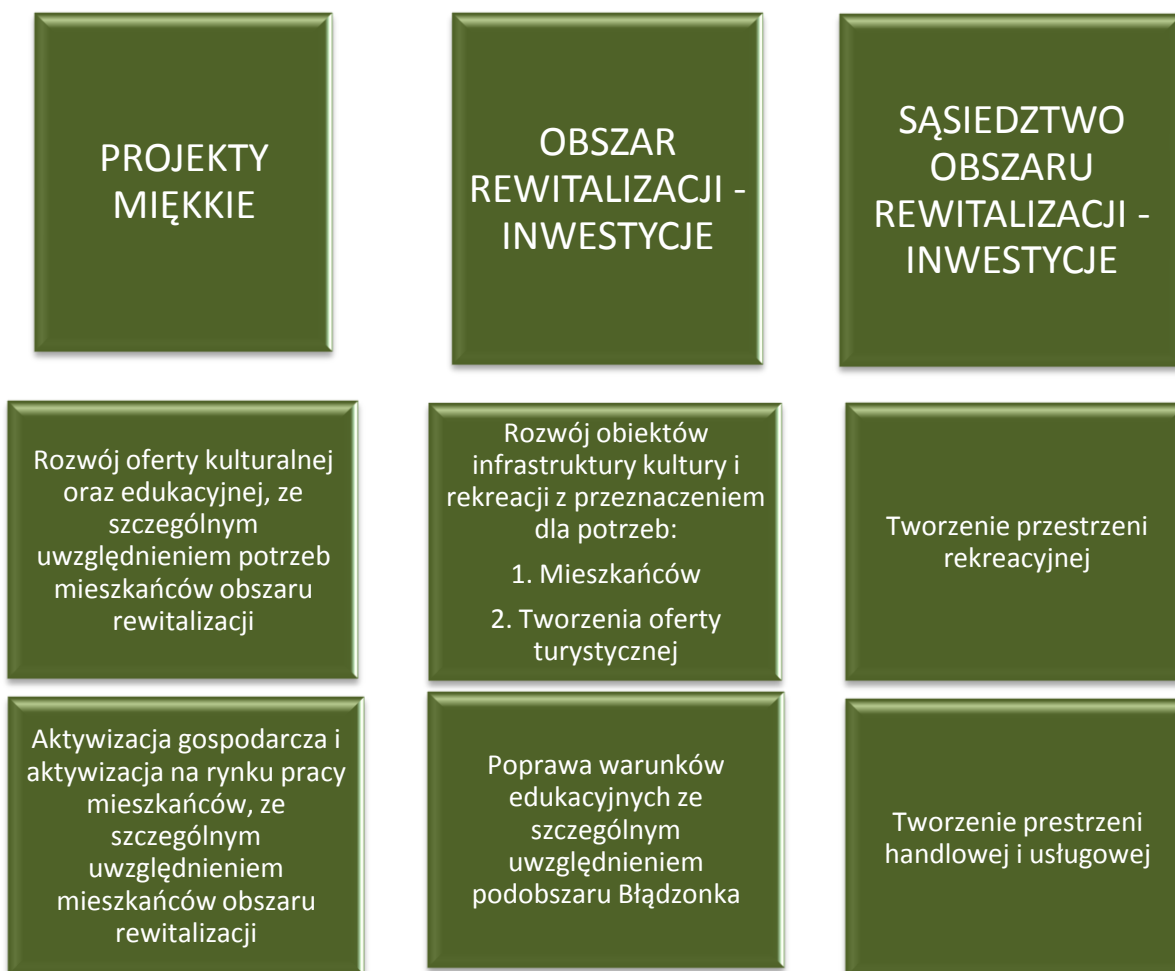 PROJEKTY
MIĘKKIE
OBSZAR
REWITALIZACJI -
INWESTYCJE
SĄSIEDZTWO
OBSZARU
REWITALIZACJI -
INWESTYCJE
Rozwój oferty kulturalnej
oraz edukacyjnej, ze
szczególnym
uwzględnieniem potrzeb
mieszkańców obszaru
rewitalizacji
Rozwój obiektów
infrastruktury kultury i
rekreacji z przeznaczeniem
dla potrzeb:
1. Mieszkańców
2. Tworzenia oferty
turystycznej
Tworzenie przestrzeni
rekreacyjnej
Aktywizacja gospodarcza i
aktywizacja na rynku pracy
mieszkańców, ze
szczególnym
uwzględnieniem
mieszkańców obszaru
rewitalizacji
Poprawa warunków
edukacyjnych ze
szczególnym
uwzględnieniem
podobszaru Błądzonka
Tworzenie prestrzeni
handlowej i usługowej